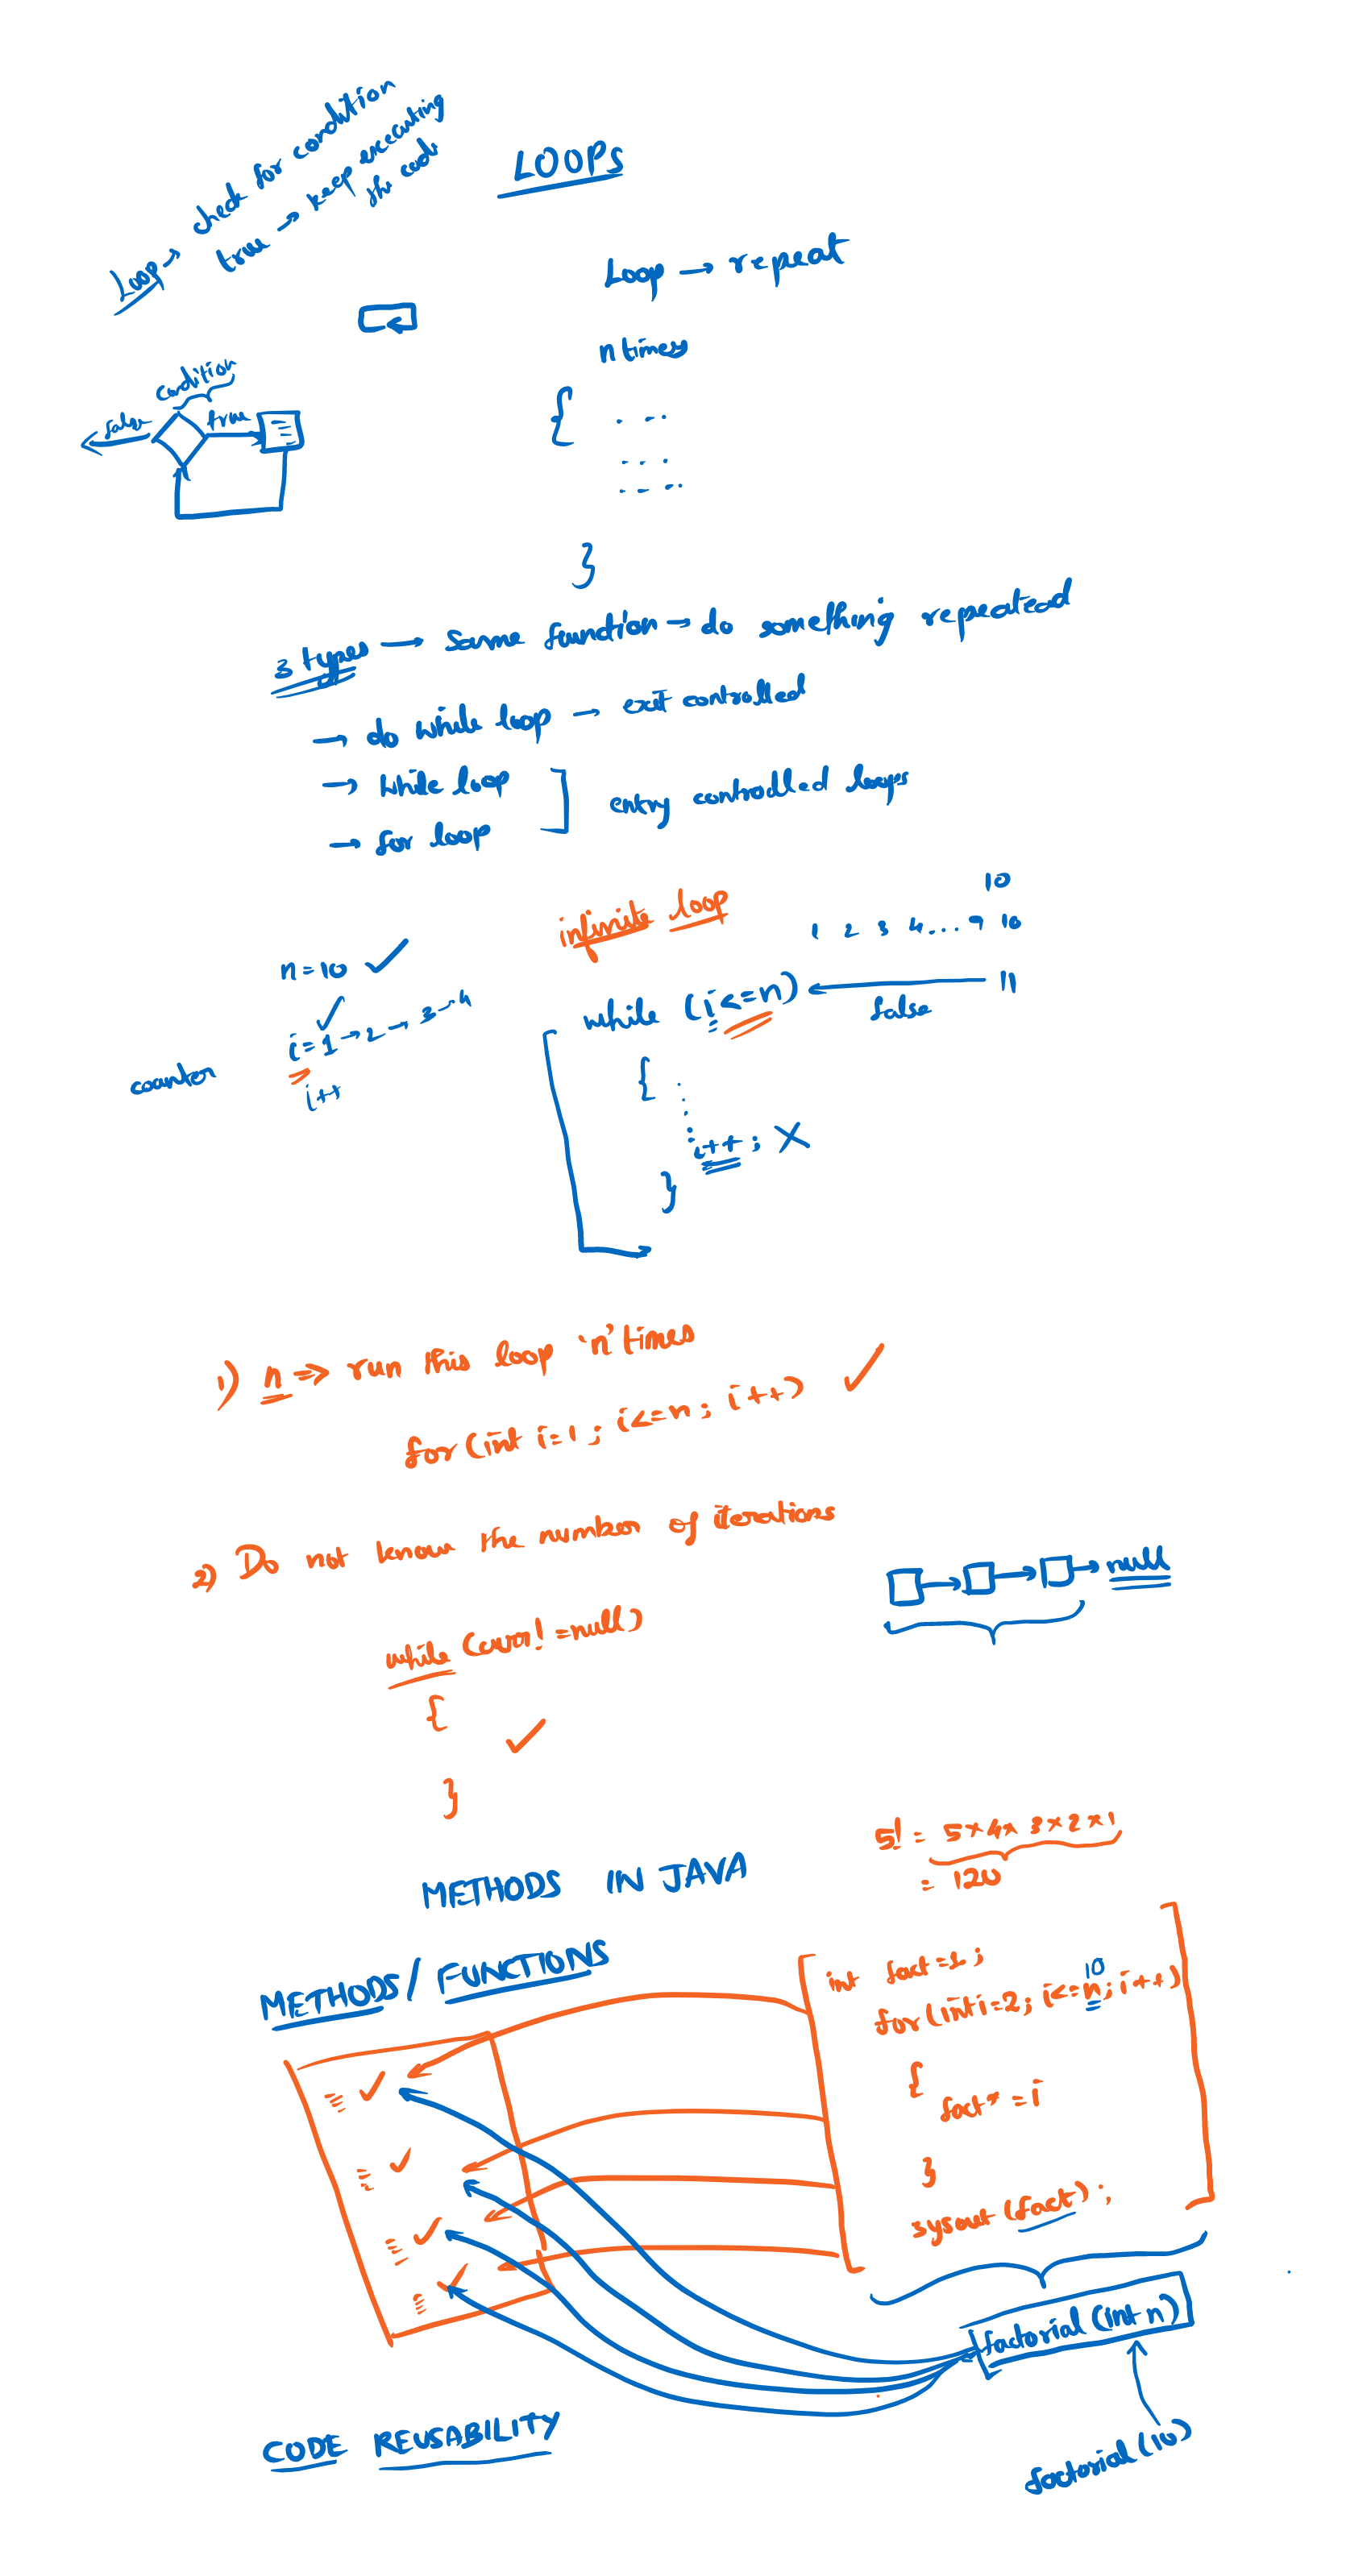 LOOPS
Loop → check for condition
true → keep executing
the code
Loop → repeat
n times
{ ...
...
....
}
condition
false
true
3 types → same function → do something repeatead
→ do while loop → exit controlled
→ while loop
→ for loop
entry controlled loops
infinite loop
10
1 2 3 4... 9 10
11
false
n=10 ✓
✓
i=1→2→3→4
i++
counter
while (i<=n)
{
i++; X
}
1) n ⇒ run this loop 'n' times
for (int i=1; i<=n; i++) ✓
2) Do not know the number of iterations
□→□→□→null
while (curr!=null)
{
✓
}
5! = 5×4×3×2×1
= 120
METHODS IN JAVA
METHODS/FUNCTIONS
int fact=1;
10
for (int i=2; i<=n; i++)
{
fact*=i
}
sysout (fact);
✓
✓
✓
✓
factorial(int n)
factorial(10)
CODE REUSABILITY